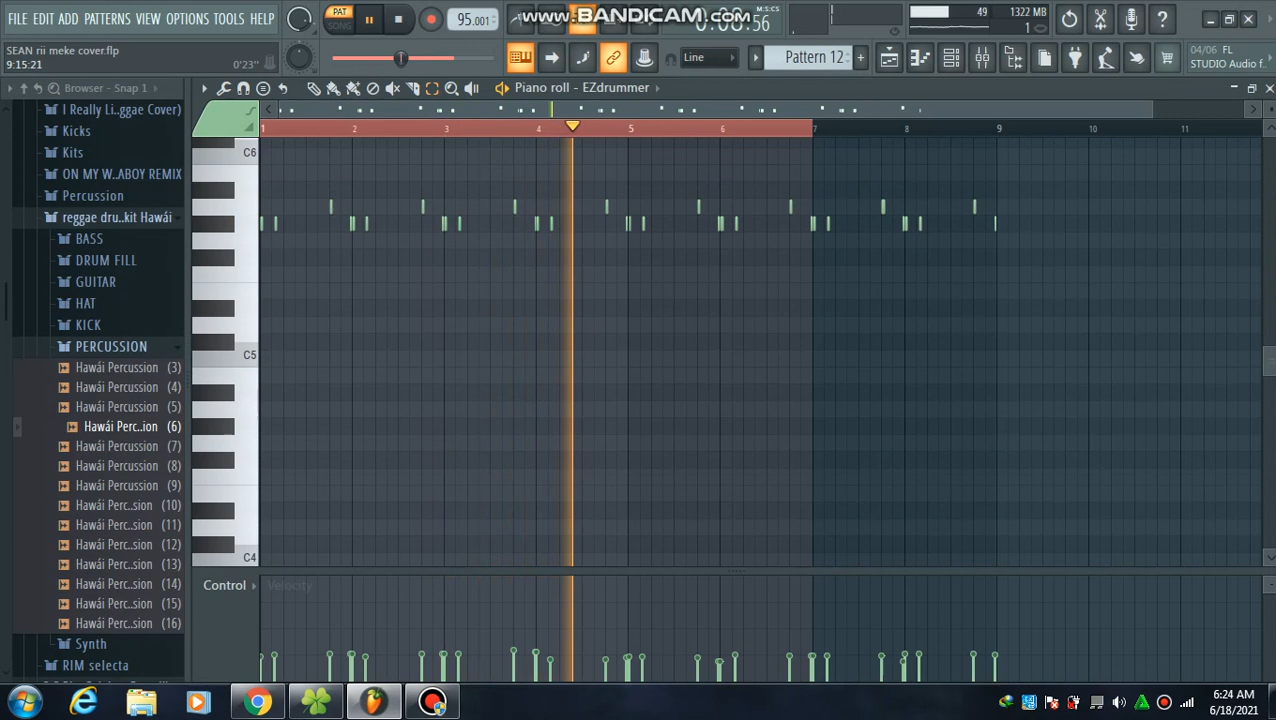 FILE EDIT ADD PATTERNS VIEW OPTIONS TOOLS HELP
PAT
SONG
95.001
www.BANDICAM.com
0:08:56
M:S:CS
49
1322 MB
1
SEAN rii meke cover.flp
9:15:21
0'23"
Line
Pattern 12
04/06 FL
STUDIO Audio f..
Browser - Snap 1
Piano roll - EZdrummer
I Really Li..ggae Cover)
Kicks
Kits
ON MY W..ABOY REMIX
Percussion
reggae dru..kit Hawái
BASS
DRUM FILL
GUITAR
HAT
KICK
PERCUSSION
Hawái Percussion (3)
Hawái Percussion (4)
Hawái Percussion (5)
Hawái Perc..ion (6)
Hawái Percussion (7)
Hawái Percussion (8)
Hawái Percussion (9)
Hawái Perc..sion (10)
Hawái Perc..sion (11)
Hawái Perc..sion (12)
Hawái Perc..sion (13)
Hawái Perc..sion (14)
Hawái Perc..sion (15)
Hawái Perc..sion (16)
Synth
RIM selecta
1 2 3 4 5 6 7 8 9 10 11
C6
C5
C4
Control
Velocity
6:24 AM
6/18/2021